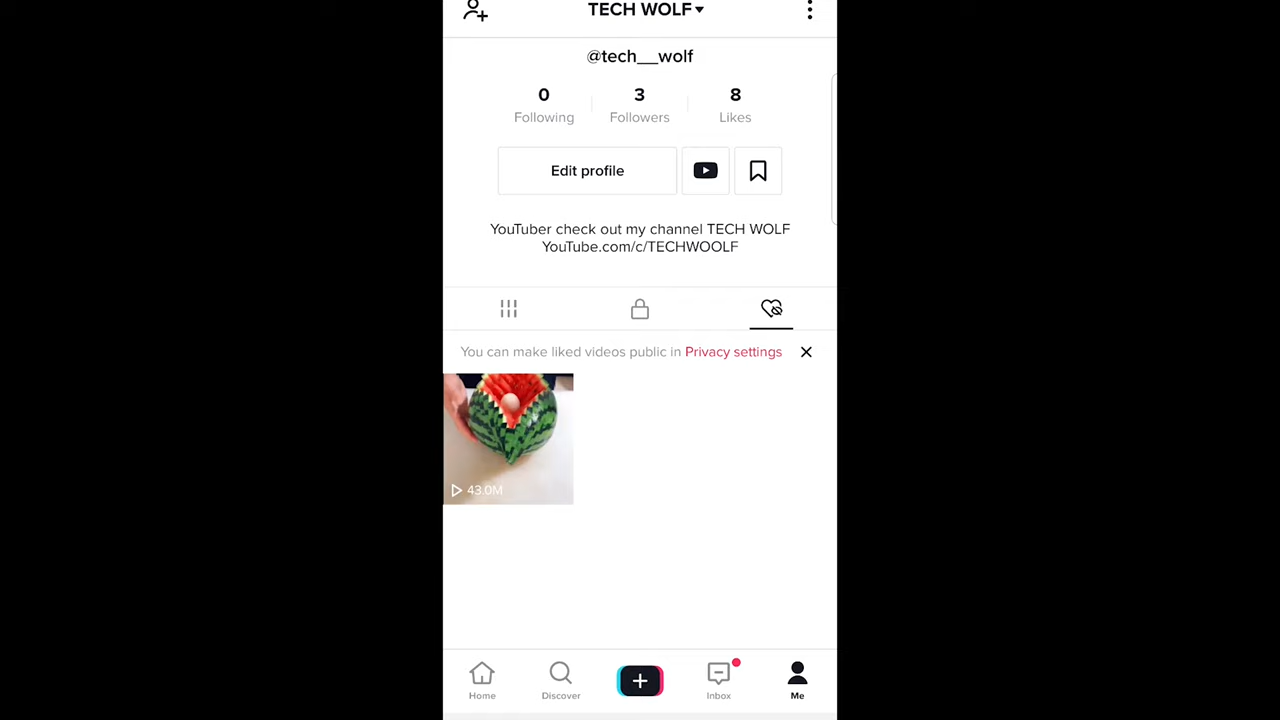 TECH WOLF
@tech__wolf
0 3 8
Following Followers Likes
Edit profile
YouTuber check out my channel TECH WOLF
YouTube.com/c/TECHWOOLF
You can make liked videos public in Privacy settings
43.0M
Home Discover Inbox Me